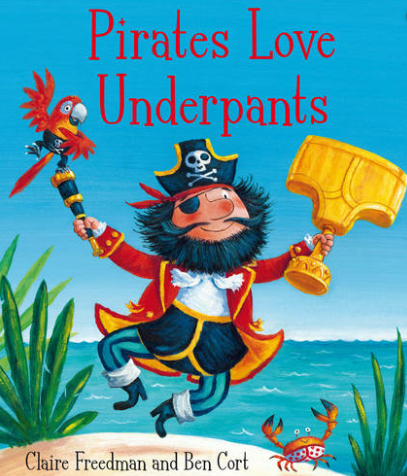 Pirates Love
Underpants
Claire Freedman and Ben Cort